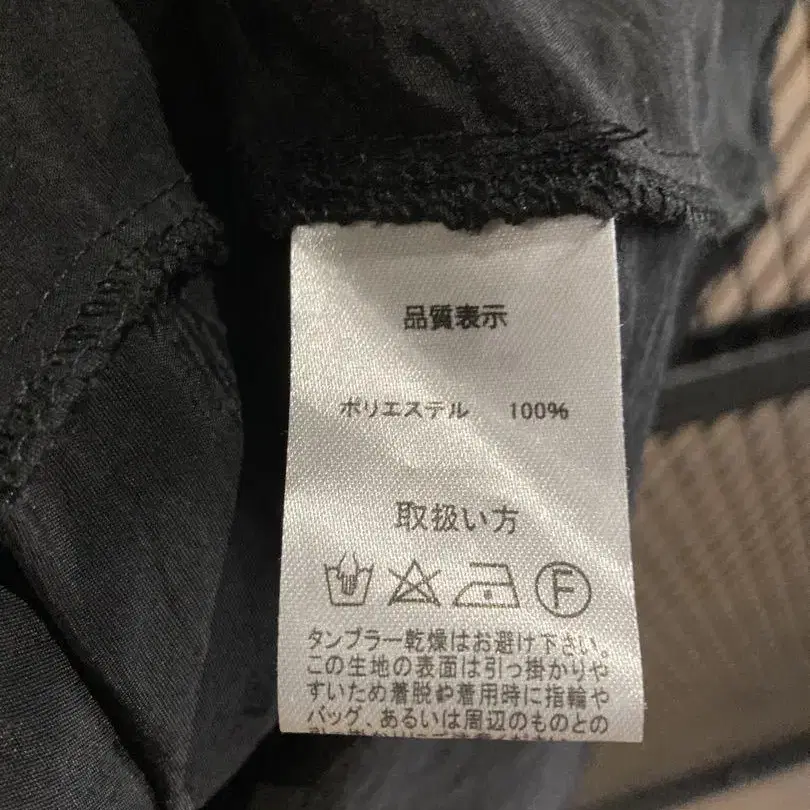 品質表示
ポリエステル 100%
取扱い方
F
タンブラー乾燥はお避け下さい。
この生地の表面は引っ掛かりや
すいため着脱や着用時に指輪や
バッグ、あるいは周辺のものとの